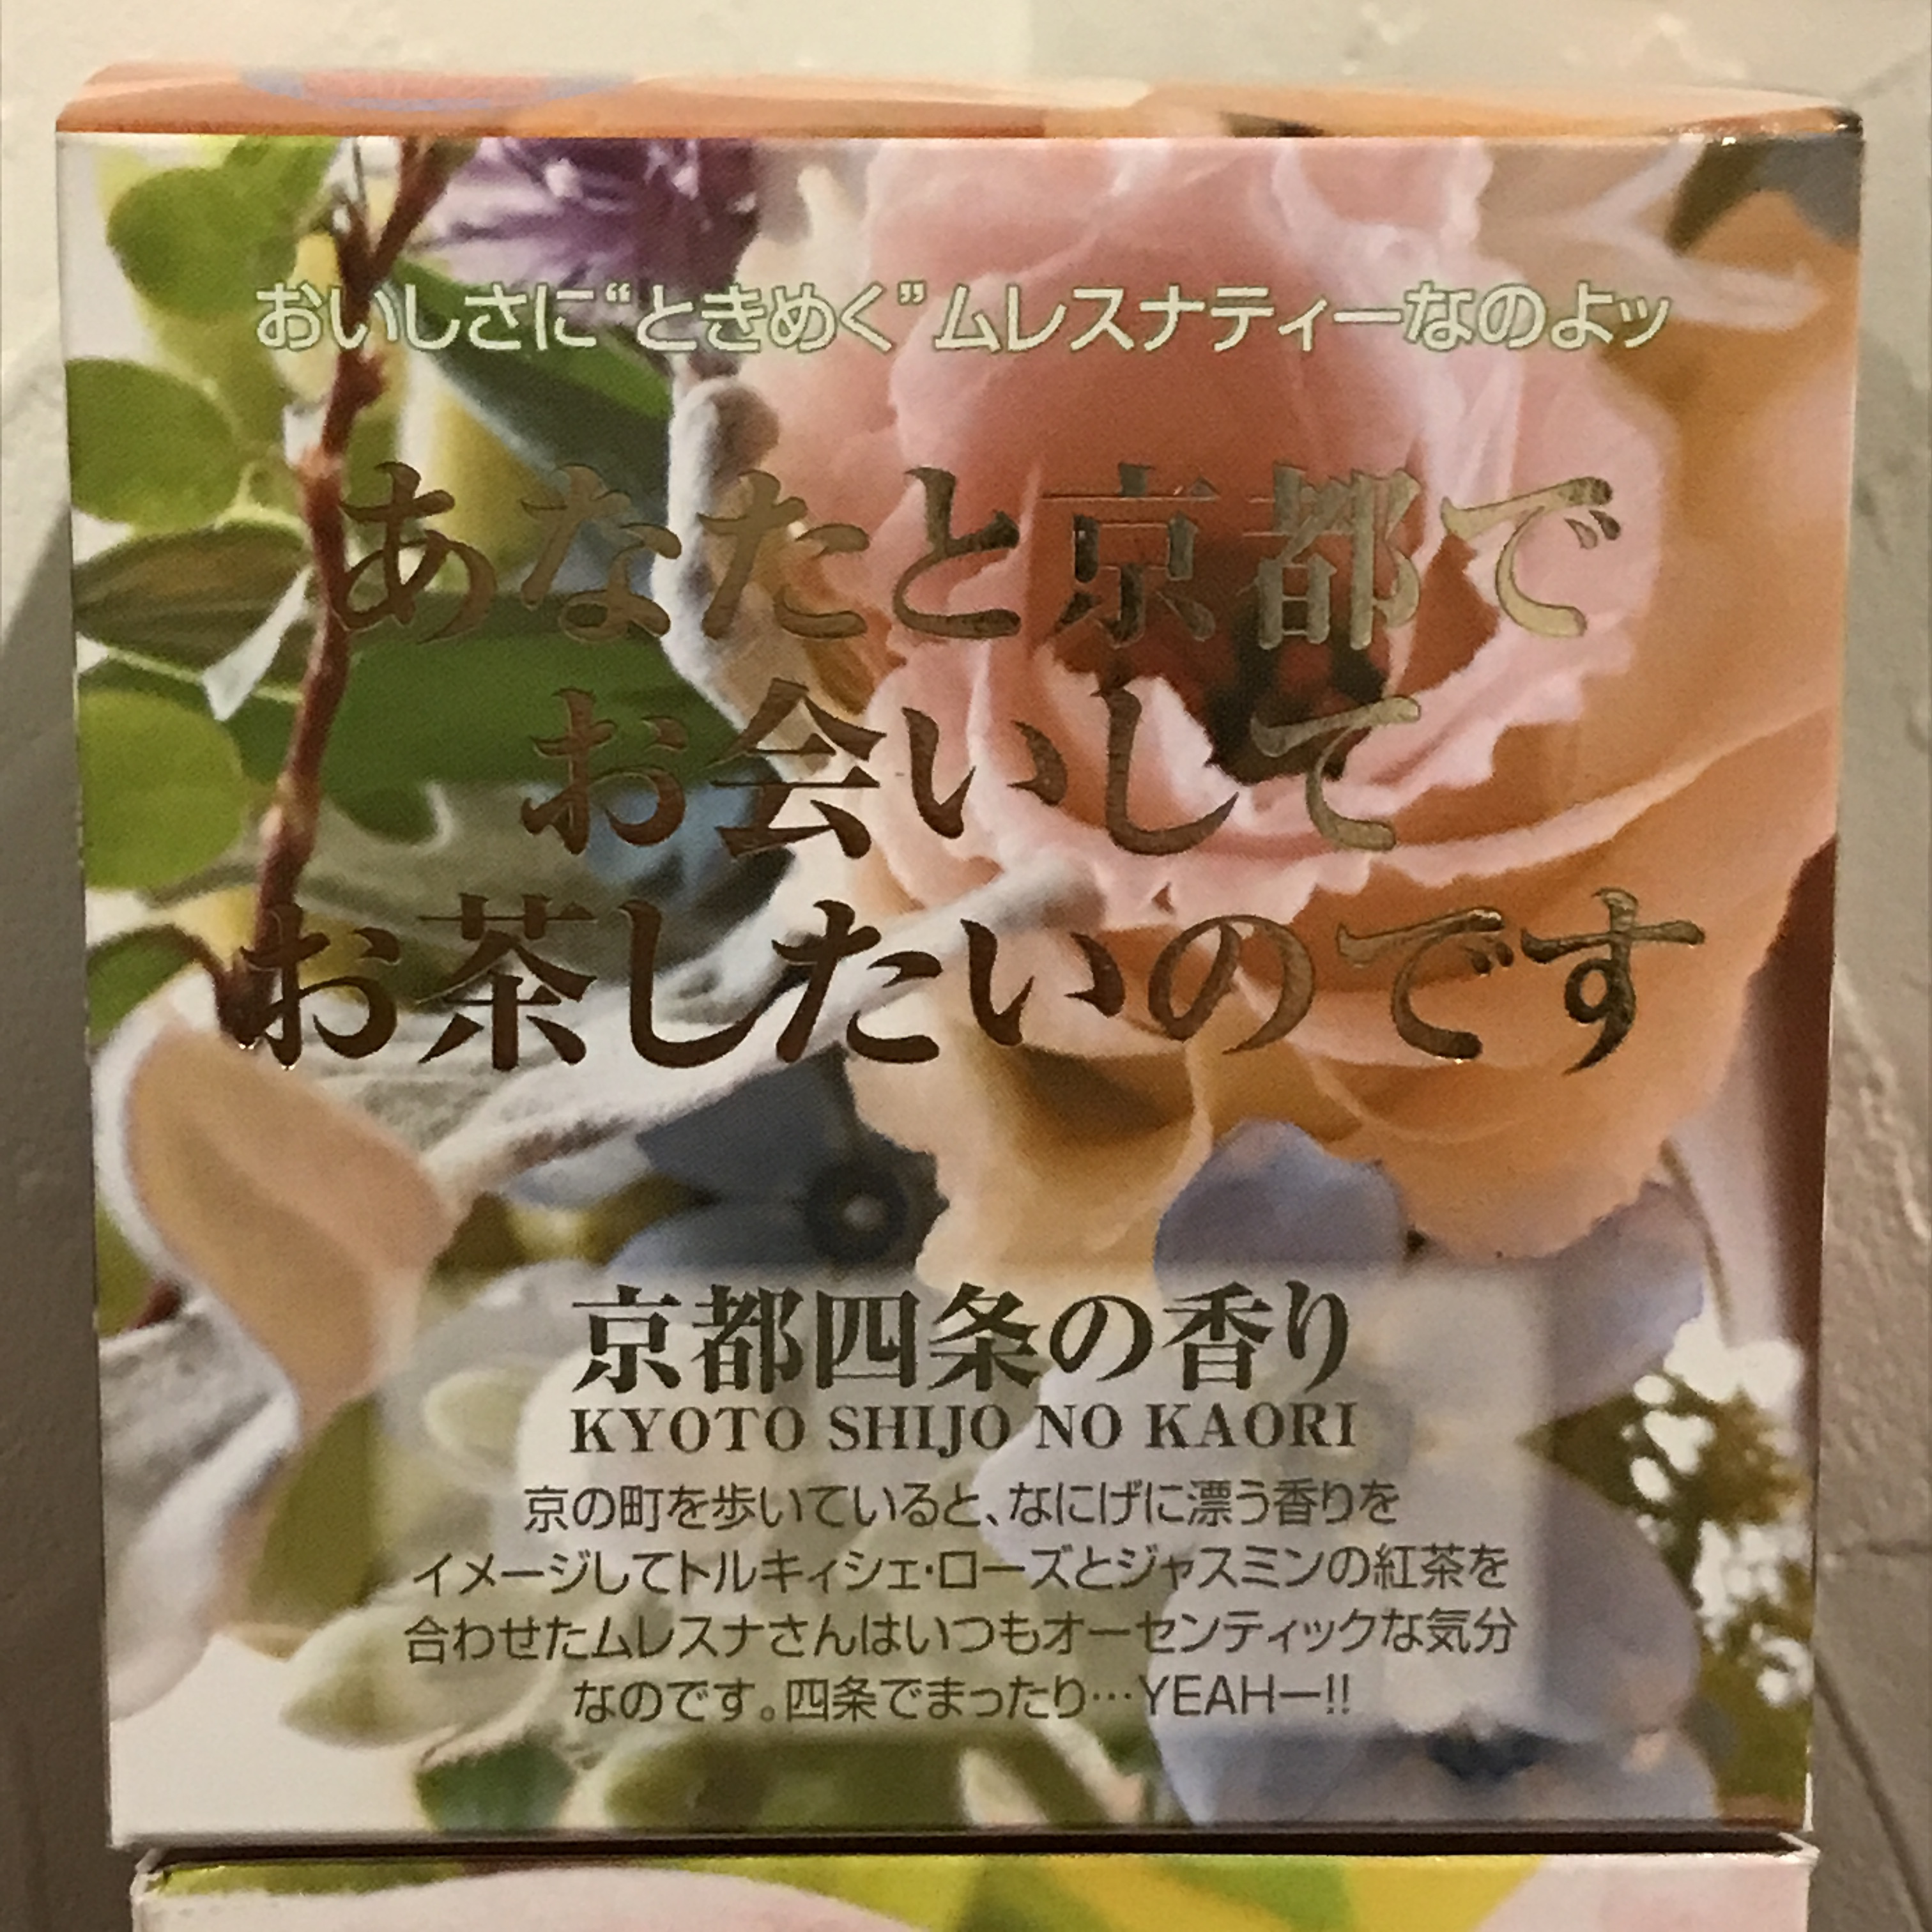 おいしさに“ときめく”ムレスナティーなのよッ
あなたと京都で
お会いして
お茶したいのです
京都四条の香り
KYOTO SHIJO NO KAORI
京の町を歩いていると、なにげに漂う香りを
イメージしてトルキィシェ・ローズとジャスミンの紅茶を
合わせたムレスナさんはいつもオーセンティックな気分
なのです。四条でまったり…YEAHー!!